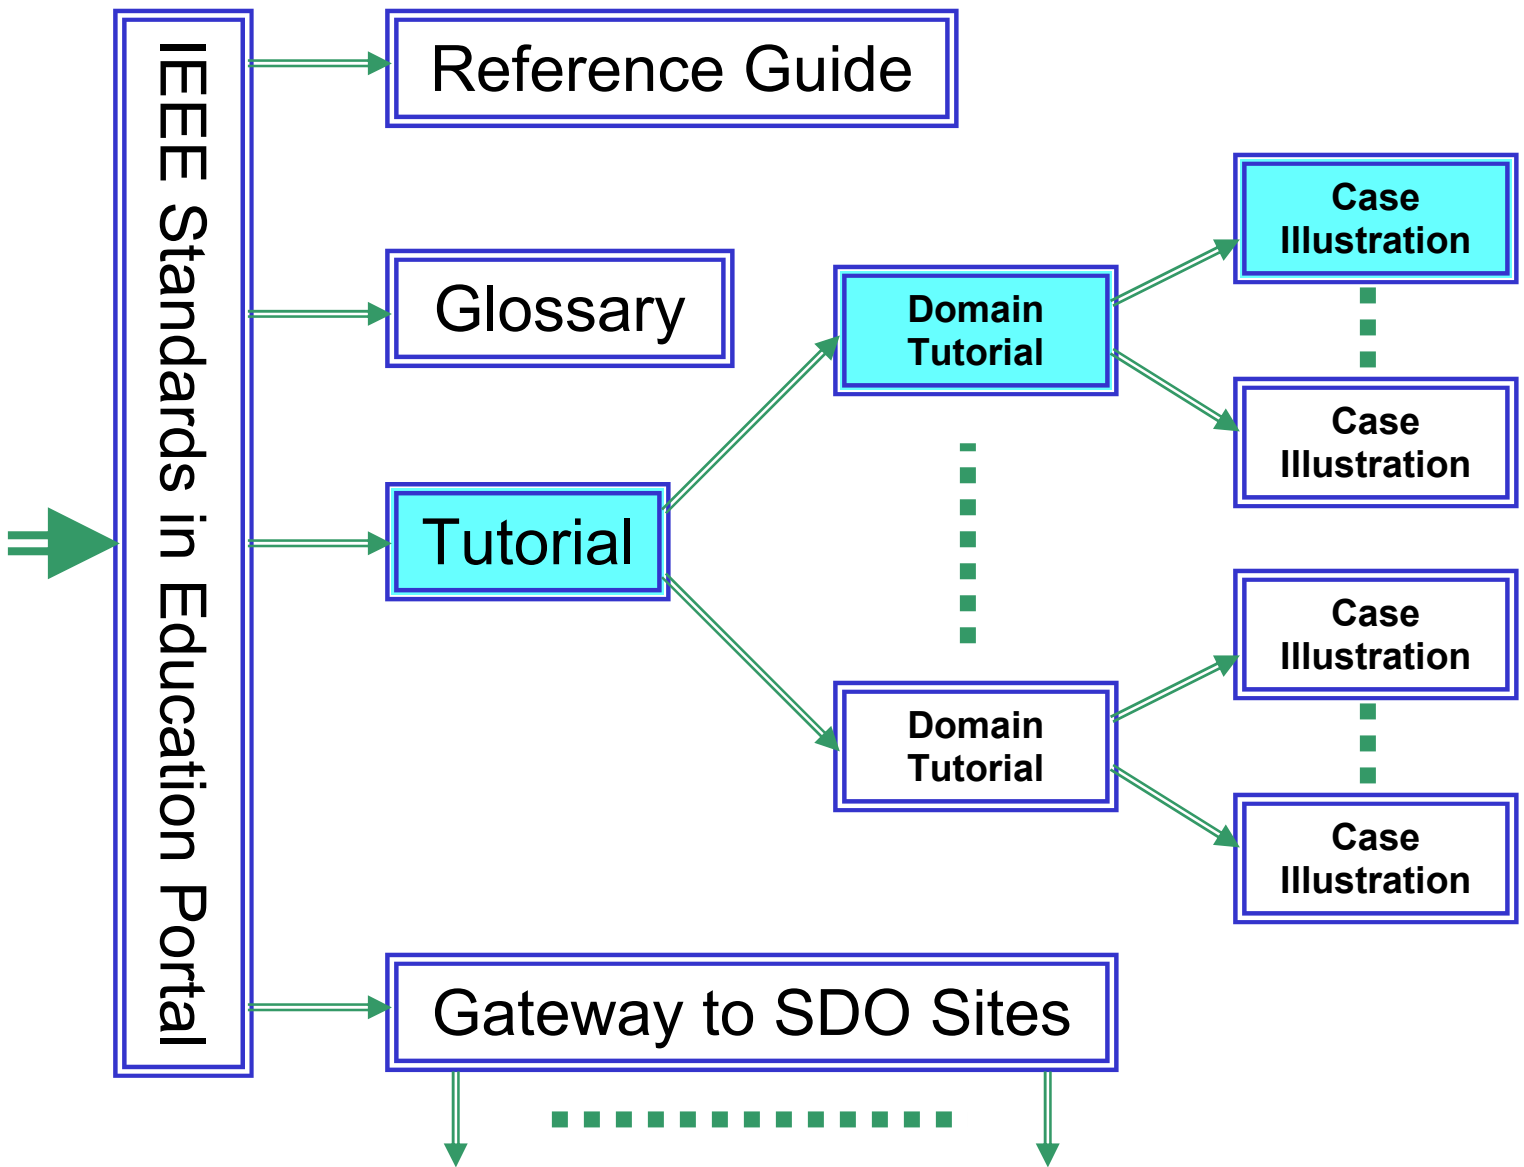 IEEE Standards in Education Portal
Reference Guide
Glossary
Tutorial
Domain
Tutorial
Case
Illustration
Case
Illustration
Domain
Tutorial
Case
Illustration
Case
Illustration
Gateway to SDO Sites